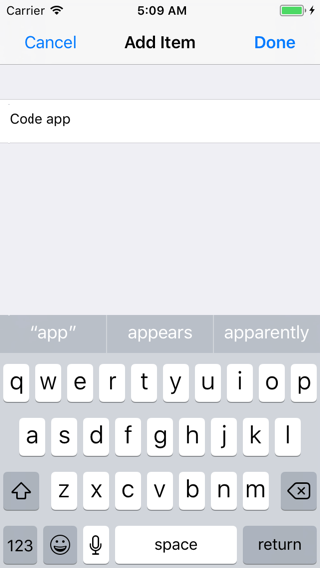 Carrier 5:09 AM
Cancel Add Item Done
Code app
“app” appears apparently
q w e r t y u i o p
a s d f g h j k l
z x c v b n m
123 space return